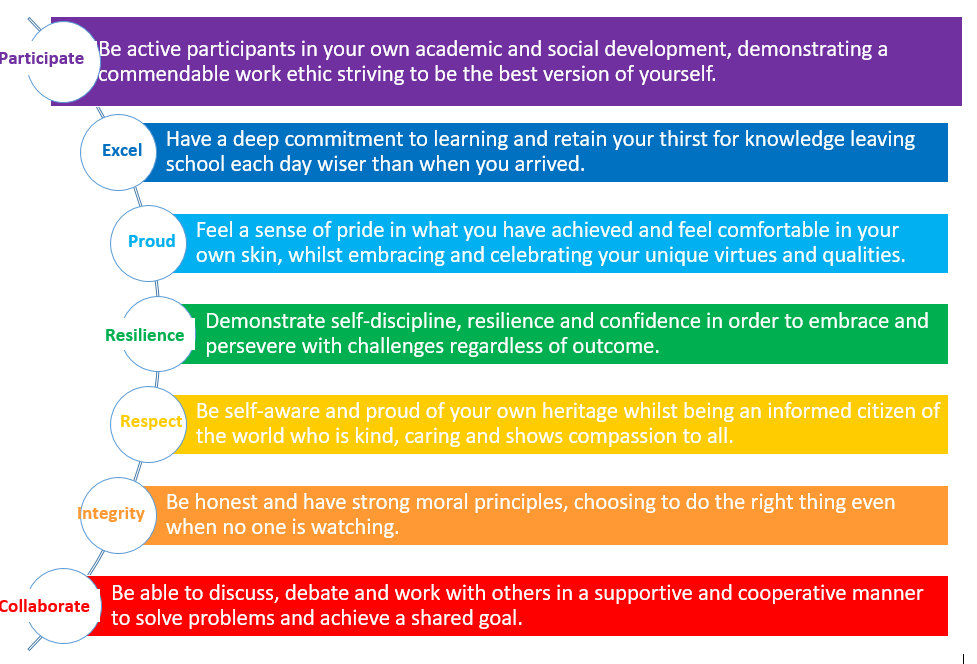 Participate
Be active participants in your own academic and social development, demonstrating a
commendable work ethic striving to be the best version of yourself.
Excel
Have a deep commitment to learning and retain your thirst for knowledge leaving
school each day wiser than when you arrived.
Proud
Feel a sense of pride in what you have achieved and feel comfortable in your
own skin, whilst embracing and celebrating your unique virtues and qualities.
Resilience
Demonstrate self-discipline, resilience and confidence in order to embrace and
persevere with challenges regardless of outcome.
Respect
Be self-aware and proud of your own heritage whilst being an informed citizen of
the world who is kind, caring and shows compassion to all.
Integrity
Be honest and have strong moral principles, choosing to do the right thing even
when no one is watching.
Collaborate
Be able to discuss, debate and work with others in a supportive and cooperative manner
to solve problems and achieve a shared goal.